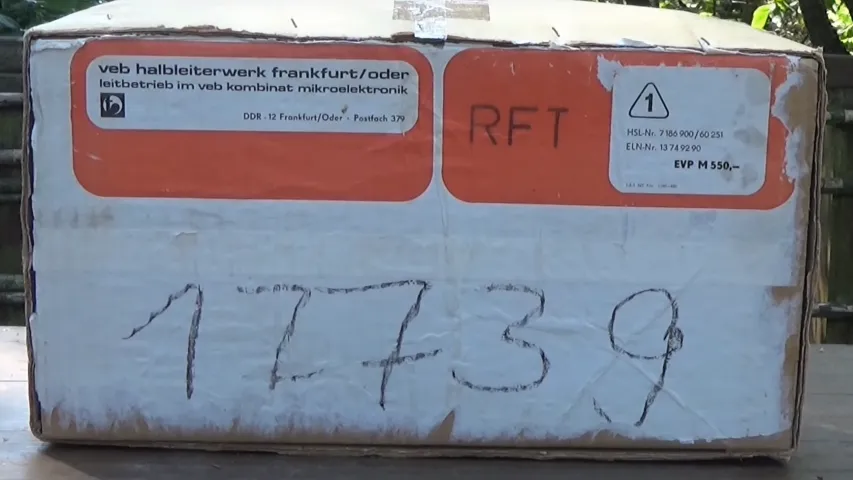 veb halbleiterwerk frankfurt/oder
leitbetrieb im veb kombinat mikroelektronik
DDR - 12 Frankfurt/Oder · Postfach 379
RFT
1
HSL-Nr. 7 186 900/60 251
ELN-Nr. 13 74 92 90
EVP M 550,–
17739